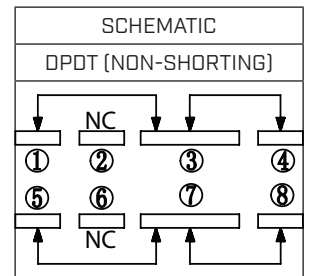 SCHEMATIC
DPDT (NON-SHORTING)
NC
① ② ③ ④
⑤ ⑥ ⑦ ⑧
NC